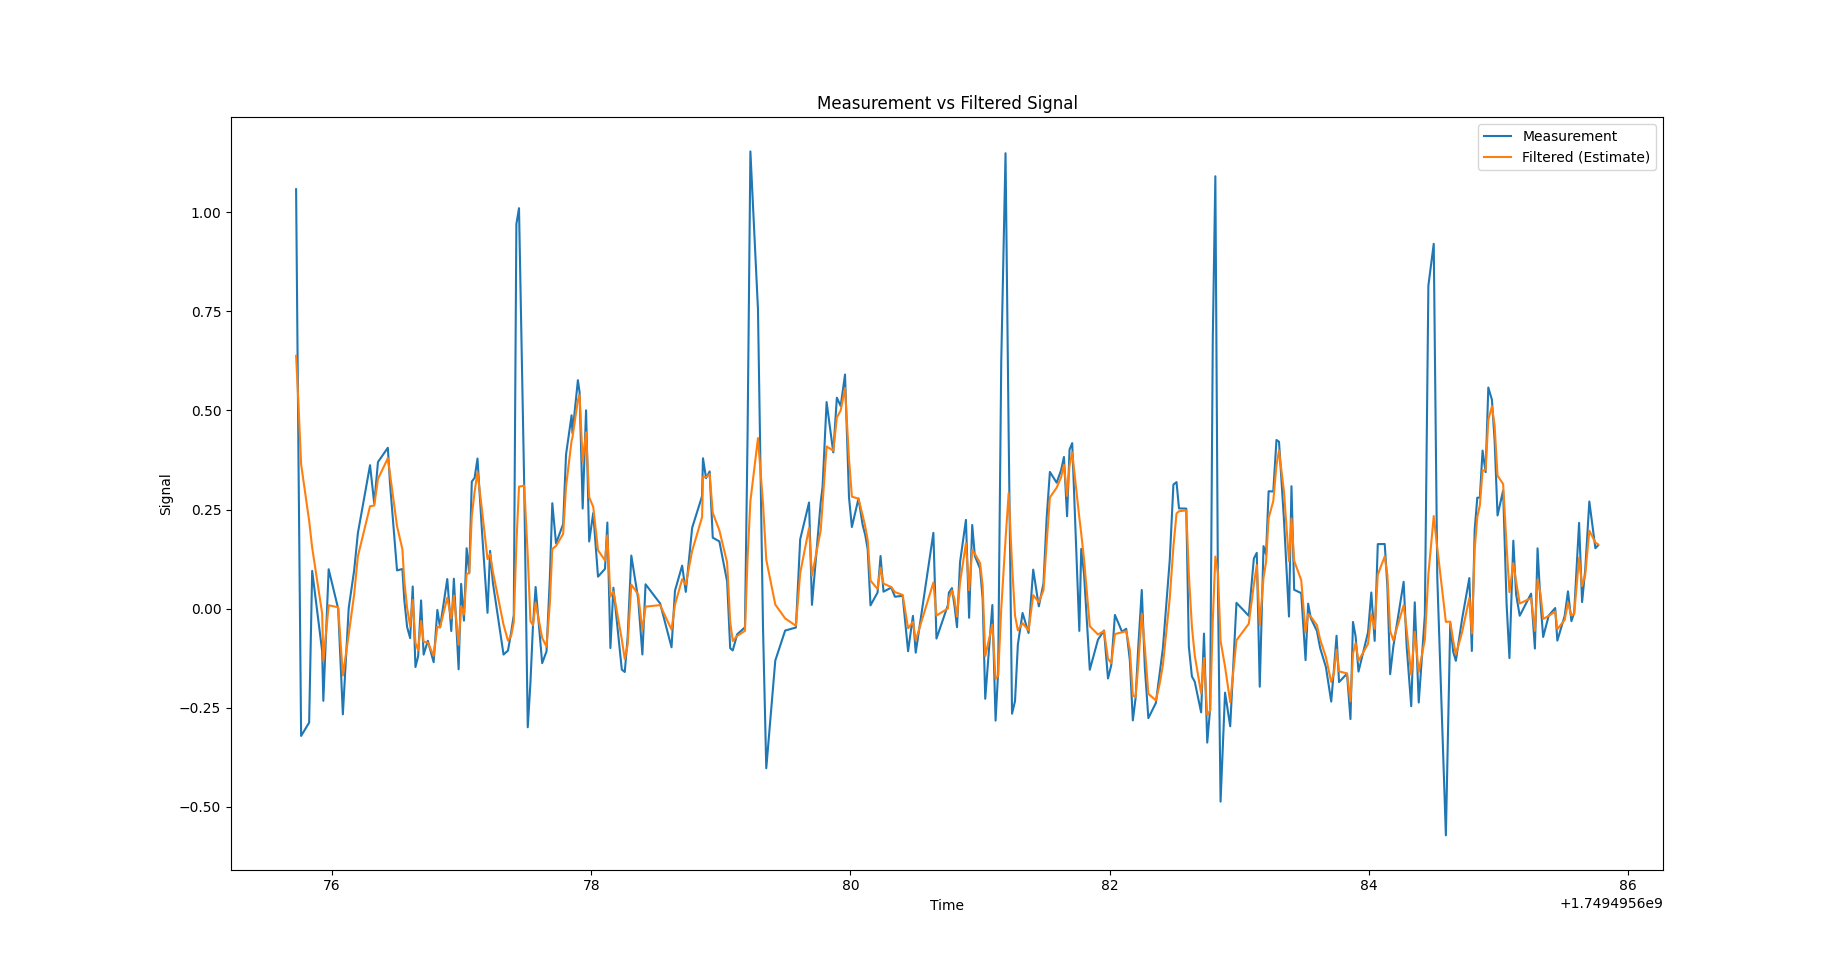 Measurement vs Filtered Signal
Measurement
Filtered (Estimate)
1.00
0.75
0.50
0.25
0.00
−0.25
−0.50
Signal
76
78
80
82
84
86
Time
+1.7494956e9